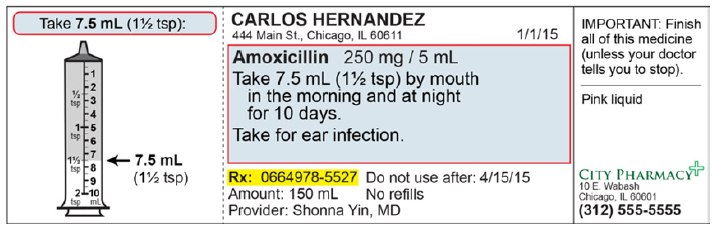 Take 7.5 mL (1½ tsp):
1
½
2
tsp
3
4
1
5
tsp
6
7
1½
8
tsp
9
2
10
tsp
mL
7.5 mL
(1½ tsp)
CARLOS HERNANDEZ
444 Main St., Chicago, IL 60611 1/1/15
Amoxicillin 250 mg / 5 mL
Take 7.5 mL (1½ tsp) by mouth
in the morning and at night
for 10 days.
Take for ear infection.
Rx: 0664978-5527 Do not use after: 4/15/15
Amount: 150 mL No refills
Provider: Shonna Yin, MD
IMPORTANT: Finish
all of this medicine
(unless your doctor
tells you to stop).
Pink liquid
CITY PHARMACY
10 E. Wabash
Chicago, IL 60601
(312) 555-5555